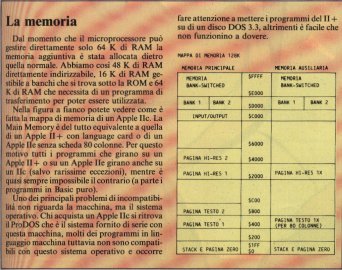 La memoria
Dal momento che il microprocessore può
gestire direttamente solo 64 K di RAM la
memoria aggiuntiva è stata allocata dietro
quella normale. Abbiamo così 48 K di RAM
direttamente indirizzabile, 16 K RAM ge-
stibile a banchi che si trova sotto la ROM e 64
K di RAM che necessita di un programma di
trasferimento per poter essere utilizzata.
Nella figura a fianco potete vedere come è
fatta la mappa di memoria di un Apple IIc. La
Main Memory è del tutto equivalente a quella
di un Apple II+ con language card o di un
Apple IIe senza scheda 80 colonne. Per questo
motivo tutti i programmi che girano su un
Apple II+ o su un Apple IIe girano anche su
un IIc (salvo rarissime eccezioni), mentre è
quasi sempre impossibile il contrario (a parte i
programmi in Basic puro).
Uno dei principali problemi di incompatibi-
lità non riguarda la macchina, ma il sistema
operativo. Chi acquista un Apple IIc si ritrova
il ProDOS che è il sistema fornito di serie con
questa macchina, molti dei programmi in lin-
guaggio macchina tuttavia non sono compati-
bili con questo sistema operativo e occorre
fare attenzione a mettere i programmi del II+
su di un disco DOS 3.3, altrimenti è facile che
non funzionino a dovere.
MAPPA DI MEMORIA 128K
MEMORIA PRINCIPALE
MEMORIA AUSILIARIA
MEMORIA
BANK-SWITCHED
$FFFF
MEMORIA
BANK-SWITCHED
$E000
BANK 1
BANK 2
$D000
BANK 1
BANK 2
INPUT/OUTPUT
$C000
$6000
PAGINA HI-RES 2
$4000
PAGINA HI-RES 1
$2000
PAGINA HI-RES 1X
$C00
PAGINA TESTO 2
$800
PAGINA TESTO 1
$400
PAGINA TESTO 1X
(PER 80 COLONNE)
$200
$1FF
STACK E PAGINA ZERO
$0
STACK E PAGINA ZERO